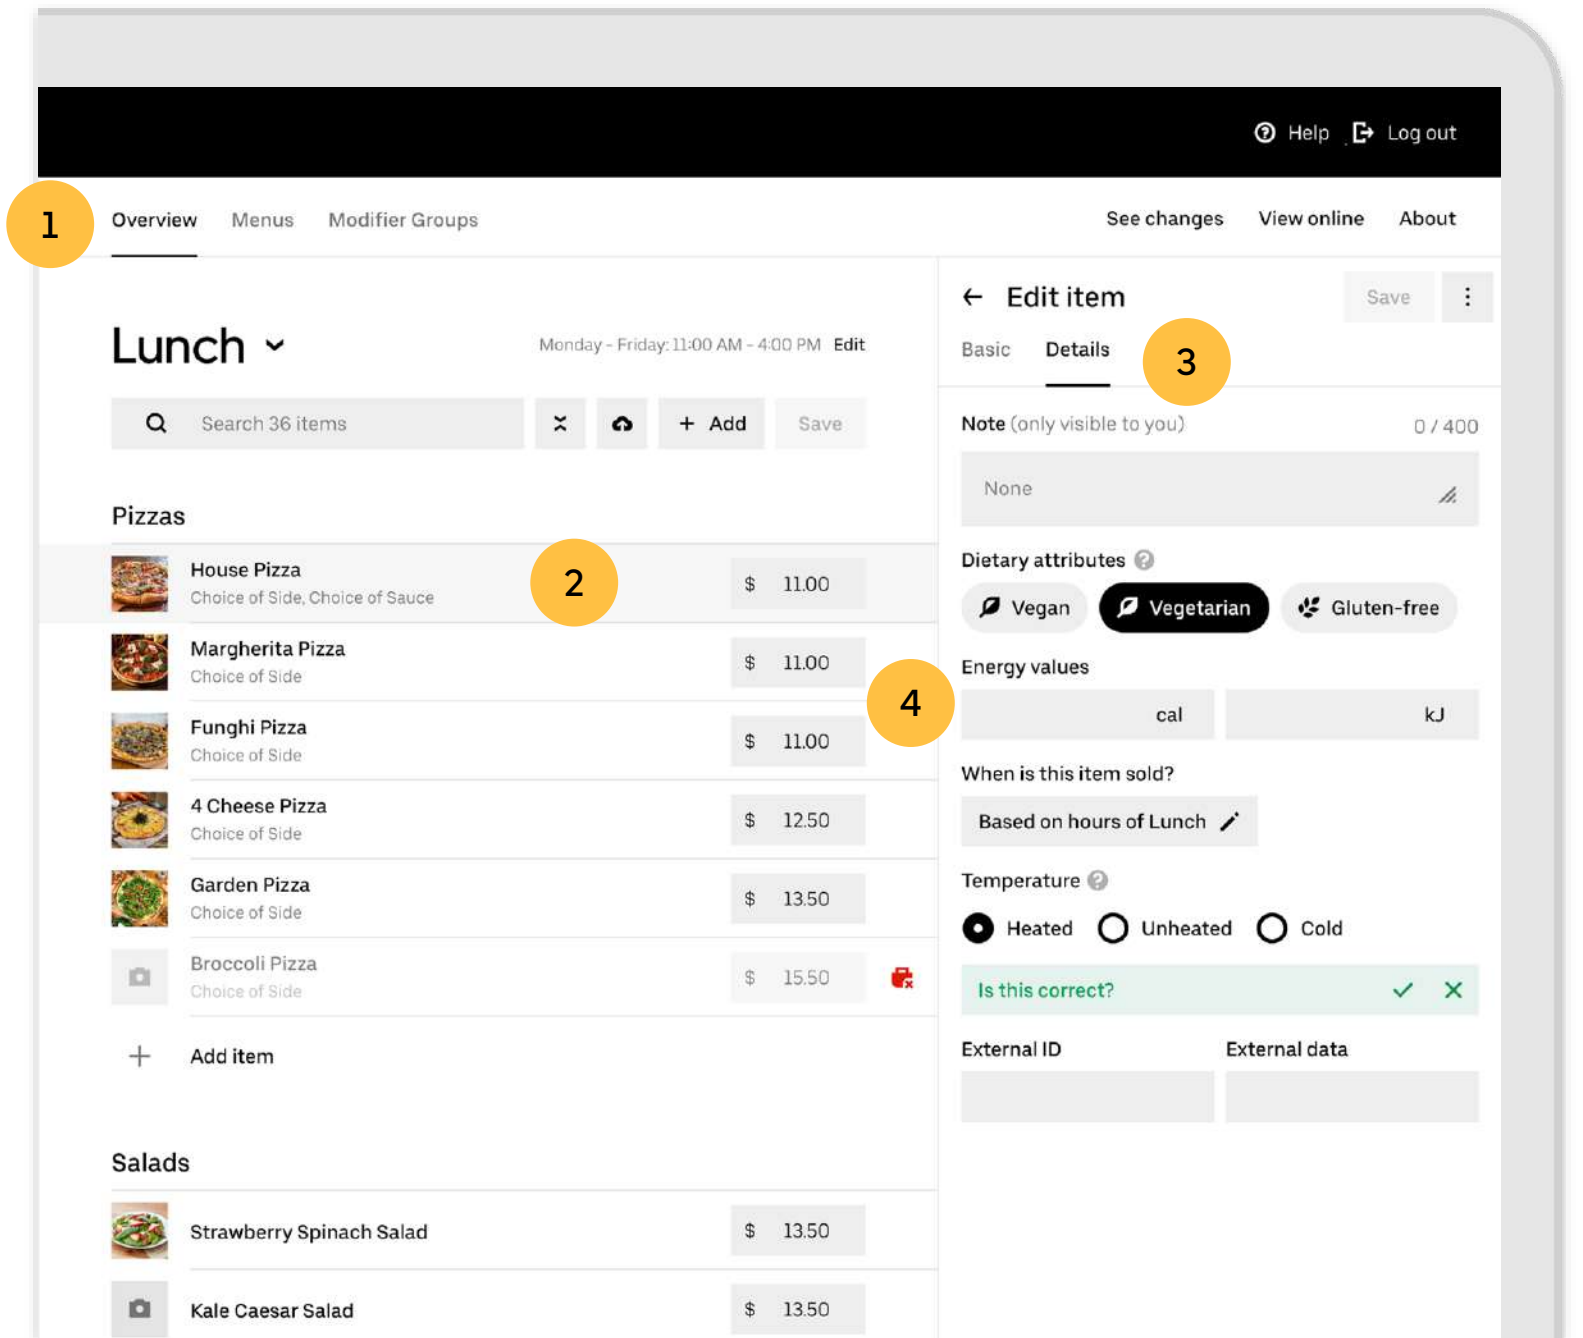 Help Log out
1 Overview Menus Modifier Groups See changes View online About
Lunch Monday - Friday: 11:00 AM - 4:00 PM Edit
Search 36 items + Add Save
Pizzas
House Pizza $ 11.00
Choice of Side, Choice of Sauce
2
Margherita Pizza $ 11.00
Choice of Side
Funghi Pizza $ 11.00
Choice of Side
4 Cheese Pizza $ 12.50
Choice of Side
Garden Pizza $ 13.50
Choice of Side
Broccoli Pizza $ 15.50
Choice of Side
+ Add item
Salads
Strawberry Spinach Salad $ 13.50
Kale Caesar Salad $ 13.50
Edit item Save
Basic Details 3
Note (only visible to you) 0 / 400
None
Dietary attributes ?
Vegan Vegetarian Gluten-free
Energy values
4 cal kJ
When is this item sold?
Based on hours of Lunch
Temperature ?
Heated Unheated Cold
Is this correct?
External ID External data